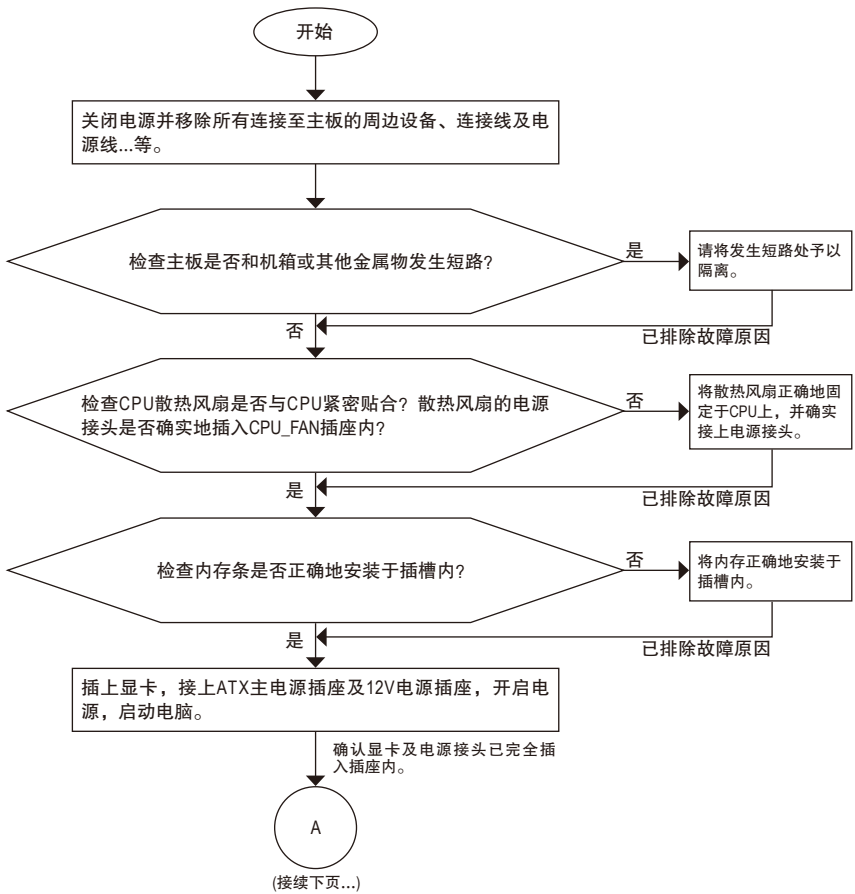 开始
关闭电源并移除所有连接至主板的周边设备、连接线及电
源线...等。
检查主板是否和机箱或其他金属物发生短路?
是
请将发生短路处予以
隔离。
否
已排除故障原因
检查CPU散热风扇是否与CPU紧密贴合？散热风扇的电源
接头是否确实地插入CPU_FAN插座内?
否
将散热风扇正确地固
定于CPU上，并确实
接上电源接头。
是
已排除故障原因
检查内存条是否正确地安装于插槽内?
否
将内存正确地安装于
插槽内。
是
已排除故障原因
插上显卡，接上ATX主电源插座及12V电源插座，开启电
源，启动电脑。
确认显卡及电源接头已完全插
入插座内。
A
(接续下页...)